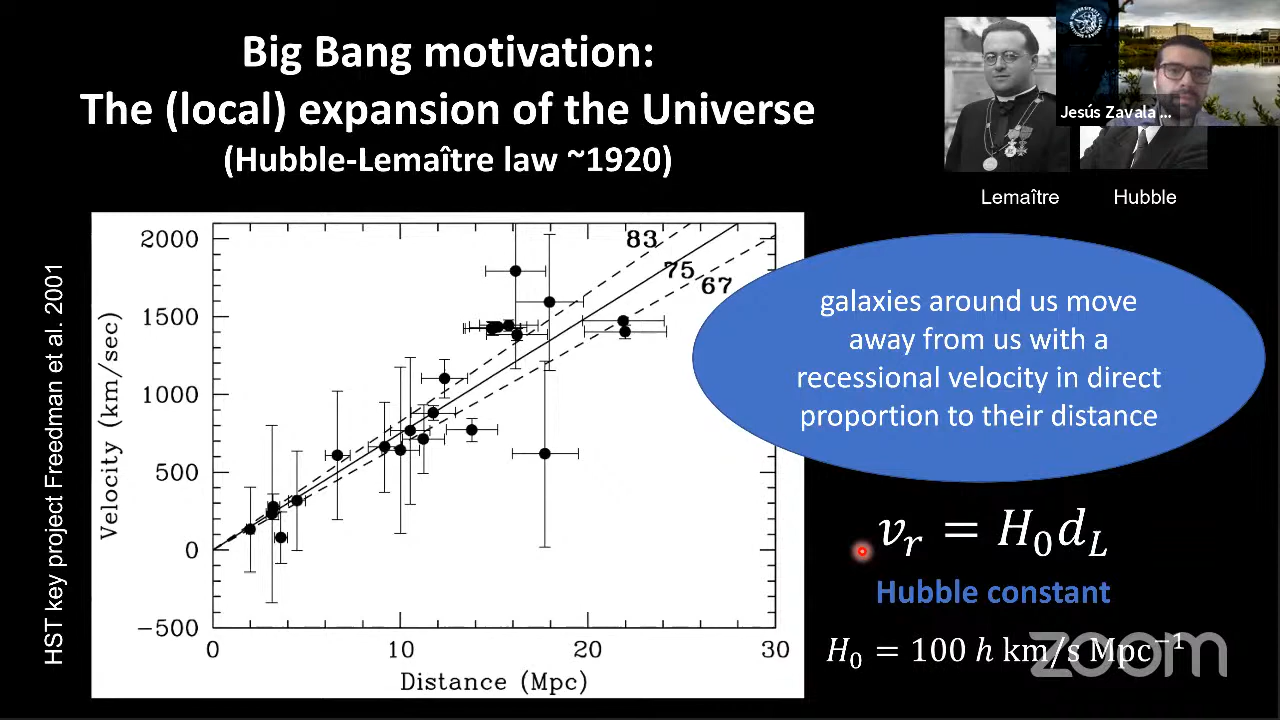 Big Bang motivation:
The (local) expansion of the Universe
(Hubble-Lemaître law ~1920)
Jesús Zavala ...
Lemaître
Hubble
HST key project Freedman et al. 2001
Velocity (km/sec)
2000
1500
1000
500
0
−500
83
75
67
0
10
20
30
Distance (Mpc)
galaxies around us move
away from us with a
recessional velocity in direct
proportion to their distance
v_r = H_0 d_L
Hubble constant
H_0 = 100 h km/s Mpc^−1
zoom